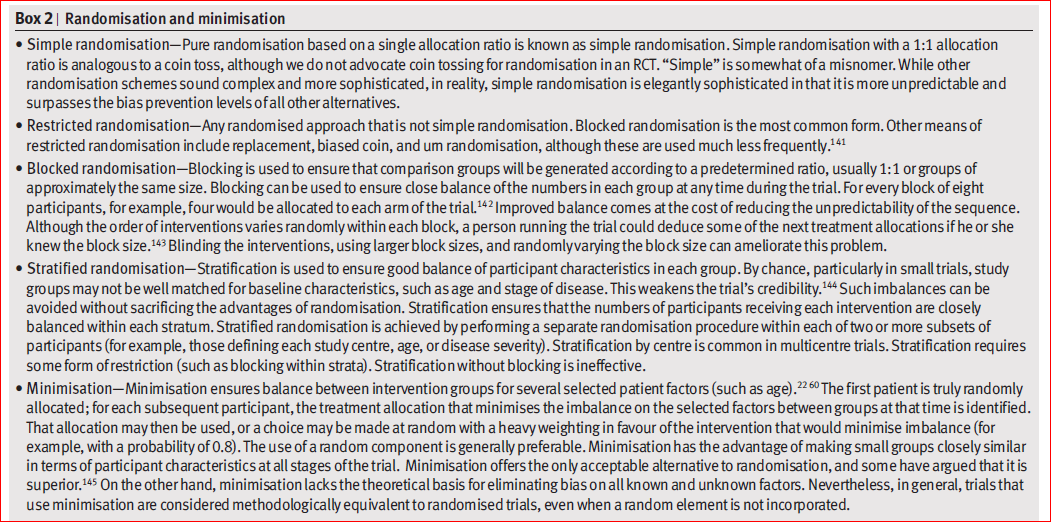 Box 2 | Randomisation and minimisation
• Simple randomisation—Pure randomisation based on a single allocation ratio is known as simple randomisation. Simple randomisation with a 1:1 allocation
ratio is analogous to a coin toss, although we do not advocate coin tossing for randomisation in an RCT. “Simple” is somewhat of a misnomer. While other
randomisation schemes sound complex and more sophisticated, in reality, simple randomisation is elegantly sophisticated in that it is more unpredictable and
surpasses the bias prevention levels of all other alternatives.
• Restricted randomisation—Any randomised approach that is not simple randomisation. Blocked randomisation is the most common form. Other means of
restricted randomisation include replacement, biased coin, and urn randomisation, although these are used much less frequently.141
• Blocked randomisation—Blocking is used to ensure that comparison groups will be generated according to a predetermined ratio, usually 1:1 or groups of
approximately the same size. Blocking can be used to ensure close balance of the numbers in each group at any time during the trial. For every block of eight
participants, for example, four would be allocated to each arm of the trial.142 Improved balance comes at the cost of reducing the unpredictability of the sequence.
Although the order of interventions varies randomly within each block, a person running the trial could deduce some of the next treatment allocations if he or she
knew the block size.143 Blinding the interventions, using larger block sizes, and randomly varying the block size can ameliorate this problem.
• Stratified randomisation—Stratification is used to ensure good balance of participant characteristics in each group. By chance, particularly in small trials, study
groups may not be well matched for baseline characteristics, such as age and stage of disease. This weakens the trial’s credibility.144 Such imbalances can be
avoided without sacrificing the advantages of randomisation. Stratification ensures that the numbers of participants receiving each intervention are closely
balanced within each stratum. Stratified randomisation is achieved by performing a separate randomisation procedure within each of two or more subsets of
participants (for example, those defining each study centre, age, or disease severity). Stratification by centre is common in multicentre trials. Stratification requires
some form of restriction (such as blocking within strata). Stratification without blocking is ineffective.
• Minimisation—Minimisation ensures balance between intervention groups for several selected patient factors (such as age).22 60 The first patient is truly randomly
allocated; for each subsequent participant, the treatment allocation that minimises the imbalance on the selected factors between groups at that time is identified.
That allocation may then be used, or a choice may be made at random with a heavy weighting in favour of the intervention that would minimise imbalance (for
example, with a probability of 0.8). The use of a random component is generally preferable. Minimisation has the advantage of making small groups closely similar
in terms of participant characteristics at all stages of the trial. Minimisation offers the only acceptable alternative to randomisation, and some have argued that it is
superior.145 On the other hand, minimisation lacks the theoretical basis for eliminating bias on all known and unknown factors. Nevertheless, in general, trials that
use minimisation are considered methodologically equivalent to randomised trials, even when a random element is not incorporated.